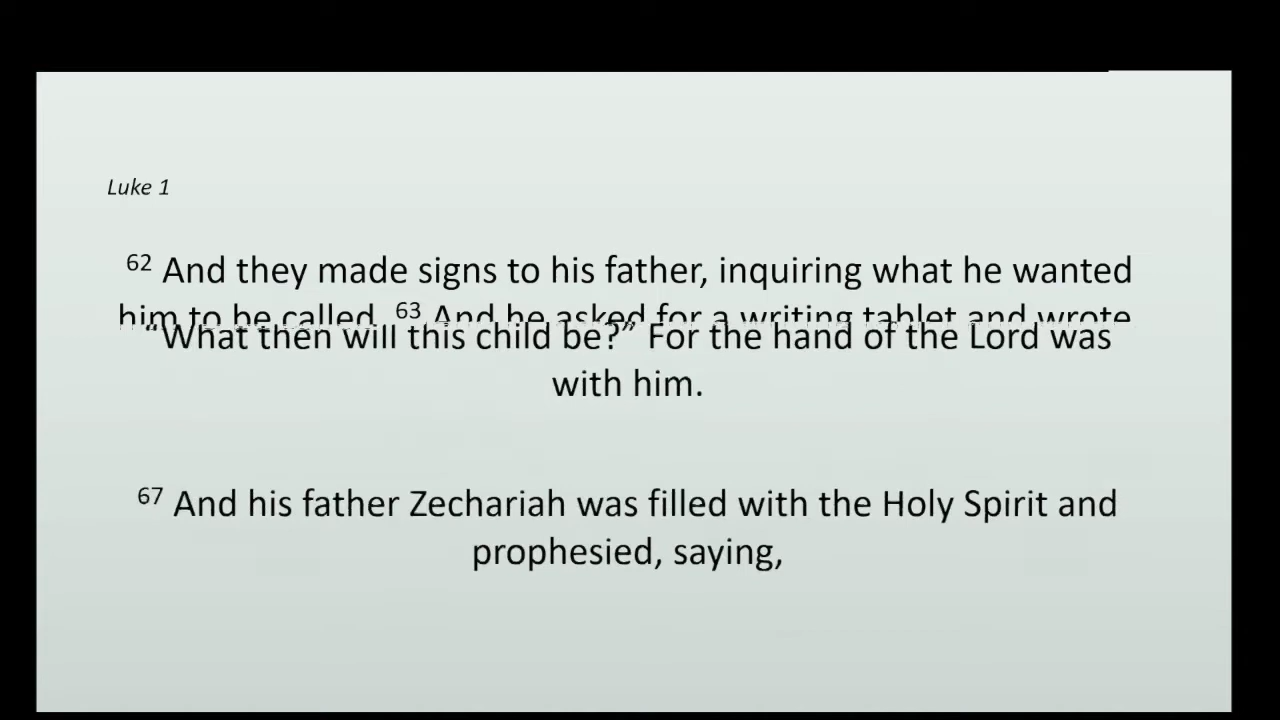 Luke 1
62 And they made signs to his father, inquiring what he wanted
him to be called. 63 And he asked for a writing tablet and wrote
“What then will this child be?” For the hand of the Lord was
with him.
67 And his father Zechariah was filled with the Holy Spirit and
prophesied, saying,